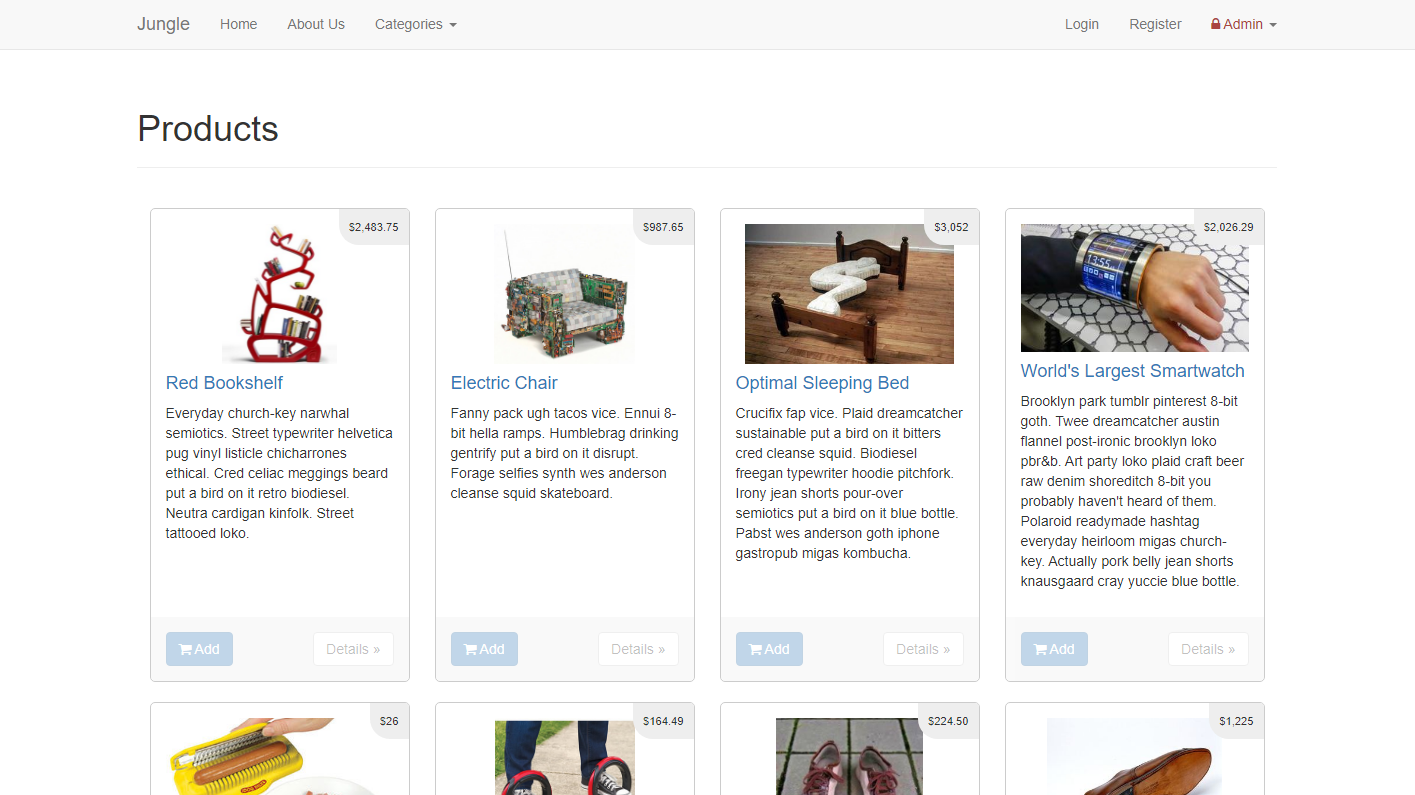 Jungle Home About Us Categories Login Register Admin
Products
$2,483.75
Red Bookshelf
Everyday church-key narwhal
semiotics. Street typewriter helvetica
pug vinyl listicle chicharrones
ethical. Cred celiac meggings beard
put a bird on it retro biodiesel.
Neutra cardigan kinfolk. Street
tattooed loko.
Add Details »
$987.65
Electric Chair
Fanny pack ugh tacos vice. Ennui 8-
bit hella ramps. Humblebrag drinking
gentrify put a bird on it disrupt.
Forage selfies synth wes anderson
cleanse squid skateboard.
Add Details »
$3,052
Optimal Sleeping Bed
Crucifix fap vice. Plaid dreamcatcher
sustainable put a bird on it bitters
cred cleanse squid. Biodiesel
freegan typewriter hoodie pitchfork.
Irony jean shorts pour-over
semiotics put a bird on it blue bottle.
Pabst wes anderson goth iphone
gastropub migas kombucha.
Add Details »
$2,026.29
13:55
World's Largest Smartwatch
Brooklyn park tumblr pinterest 8-bit
goth. Twee dreamcatcher austin
flannel post-ironic brooklyn loko
pbr&b. Art party loko plaid craft beer
raw denim shoreditch 8-bit you
probably haven't heard of them.
Polaroid readymade hashtag
everyday heirloom migas church-
key. Actually pork belly jean shorts
knausgaard cray yuccie blue bottle.
Add Details »
$26
$164.49
$224.50
$1,225